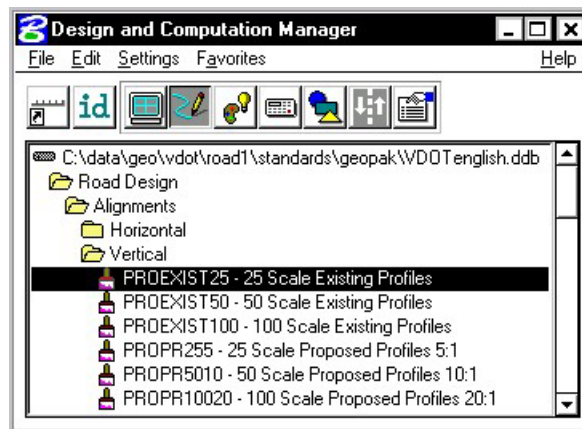 Design and Computation Manager
File Edit Settings Favorites Help
id
C:\data\geo\vdot\road1\standards\geopak\VDOTenglish.ddb
Road Design
Alignments
Horizontal
Vertical
PROEXIST25 - 25 Scale Existing Profiles
PROEXIST50 - 50 Scale Existing Profiles
PROEXIST100 - 100 Scale Existing Profiles
PROPR255 - 25 Scale Proposed Profiles 5:1
PROPR5010 - 50 Scale Proposed Profiles 10:1
PROPR10020 - 100 Scale Proposed Profiles 20:1